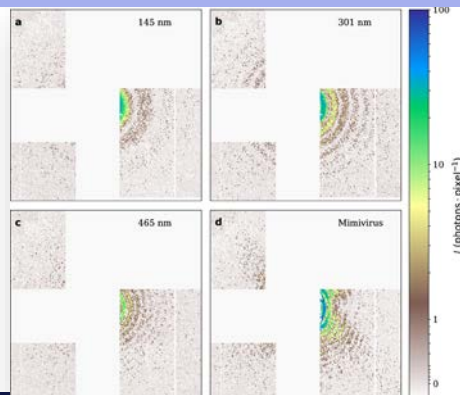 a 145 nm
b 301 nm
c 465 nm
d Mimivirus
100
10
1
0
I (photons · pixel⁻¹)